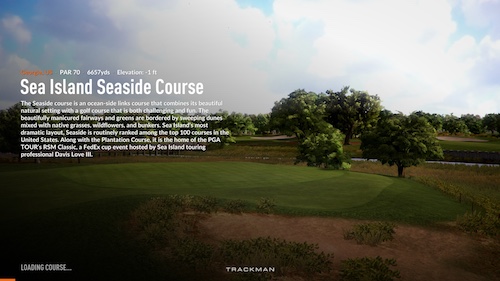 PAR 70 6657yds Elevation: -1 ft
Sea Island Seaside Course
The Seaside course is an ocean-side links course that combines its beautiful
natural setting with a golf course that is both challenging and fun. The
beautifully manicured fairways and greens are bordered by sweeping dunes
mixed with native grasses, wildflowers, and bunkers. Sea Island's most
dramatic layout, Seaside is routinely ranked among the top 100 courses in the
United States. Along with the Plantation Course, it is the home of the PGA
TOUR's RSM Classic, a FedEx cup event hosted by Sea Island touring
professional Davis Love III.
LOADING COURSE...
TRACKMAN